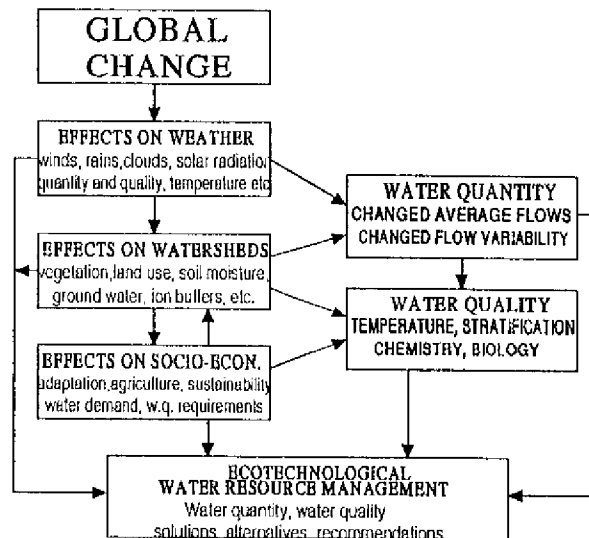 GLOBAL
CHANGE
EFFECTS ON WEATHER
winds, rains,clouds, solar radiation
quantity and quality, temperature etc
EFFECTS ON WATERSHEDS
vegetation,land use, soil moisture,
ground water, ion buffers, etc.
EFFECTS ON SOCIO-ECON.
adaptation,agriculture, sustainability
water demand, w.q. requirements
WATER QUANTITY
CHANGED AVERAGE FLOWS
CHANGED FLOW VARIABILITY
WATER QUALITY
TEMPERATURE, STRATIFICATION
CHEMISTRY, BIOLOGY
ECOTECHNOLOGICAL
WATER RESOURCE MANAGEMENT
Water quantity, water quality
solutions, alternatives, recommendations